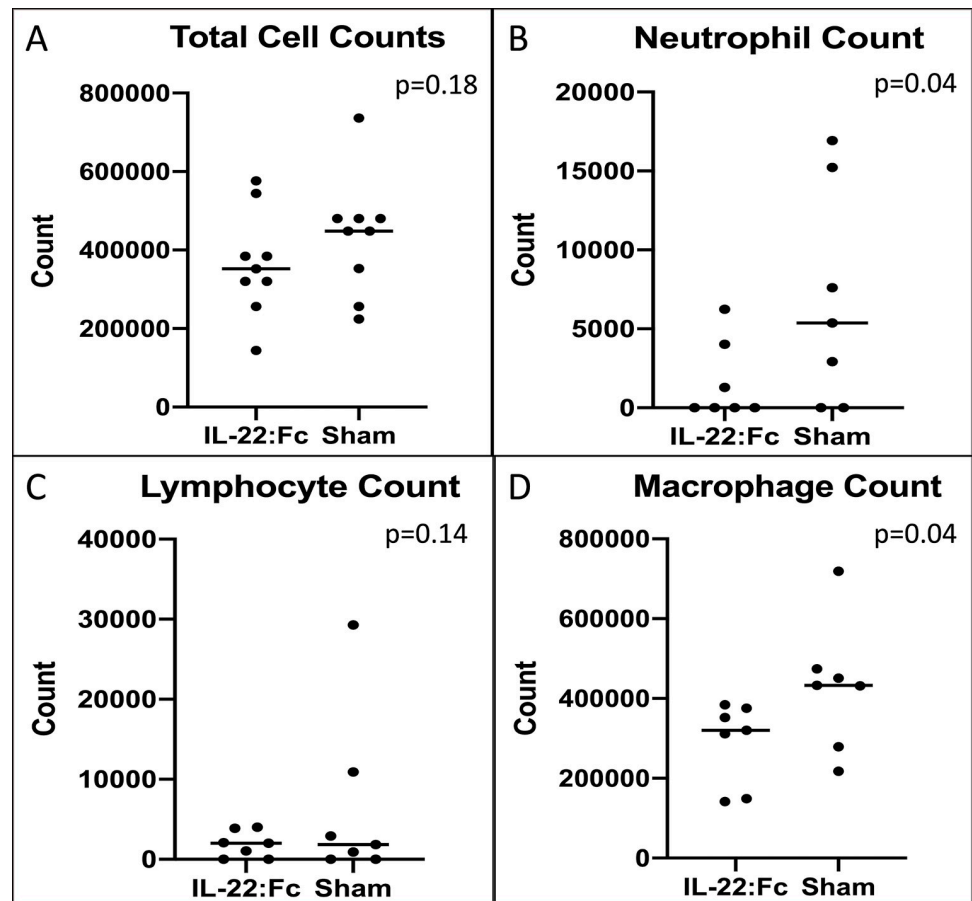 A
Total Cell Counts
p=0.18
800000
600000
400000
200000
0
Count
IL-22:Fc Sham
B
Neutrophil Count
p=0.04
20000
15000
10000
5000
0
Count
IL-22:Fc Sham
C
Lymphocyte Count
p=0.14
40000
30000
20000
10000
0
Count
IL-22:Fc Sham
D
Macrophage Count
p=0.04
800000
600000
400000
200000
0
Count
IL-22:Fc Sham